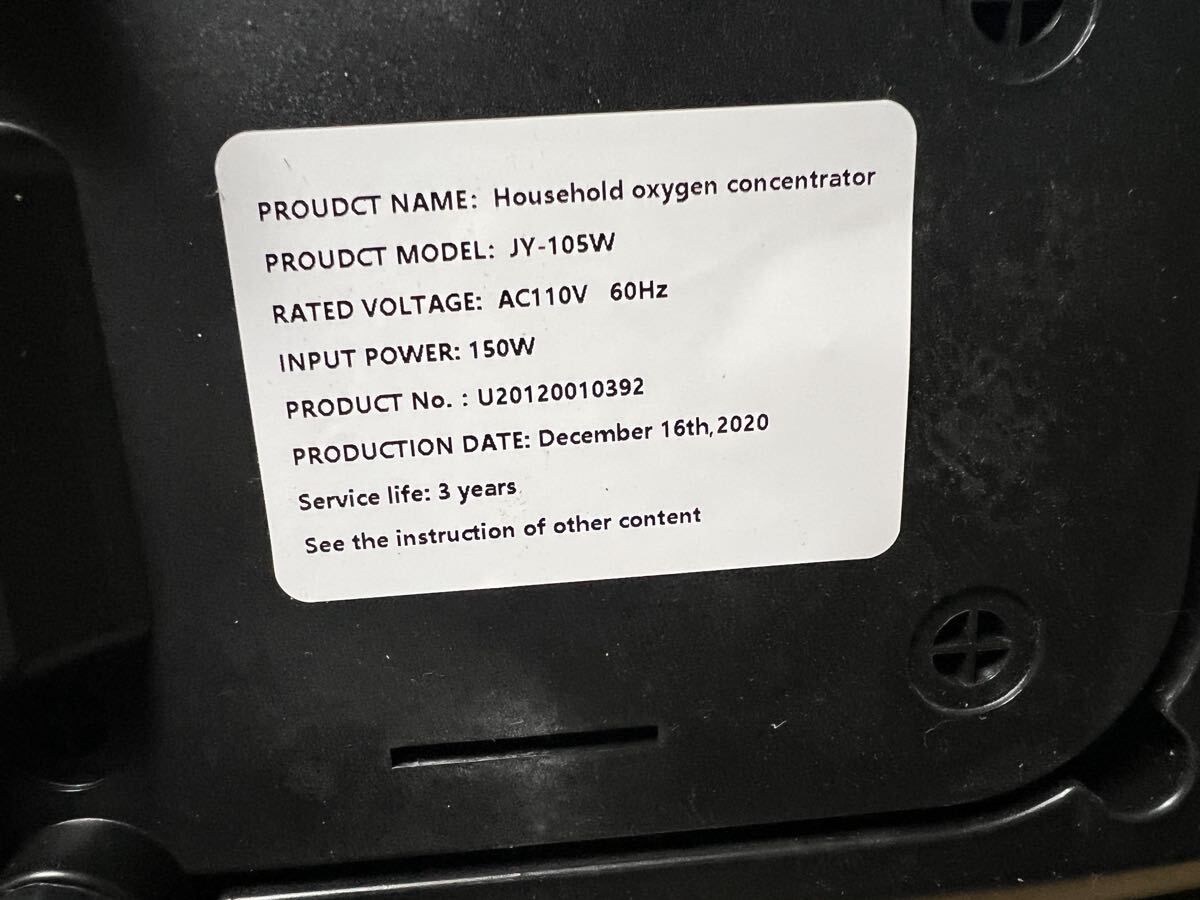 PROUDCT NAME: Household oxygen concentrator
PROUDCT MODEL: JY-105W
RATED VOLTAGE: AC110V 60Hz
INPUT POWER: 150W
PRODUCT No. : U20120010392
PRODUCTION DATE: December 16th,2020
Service life: 3 years
See the instruction of other content